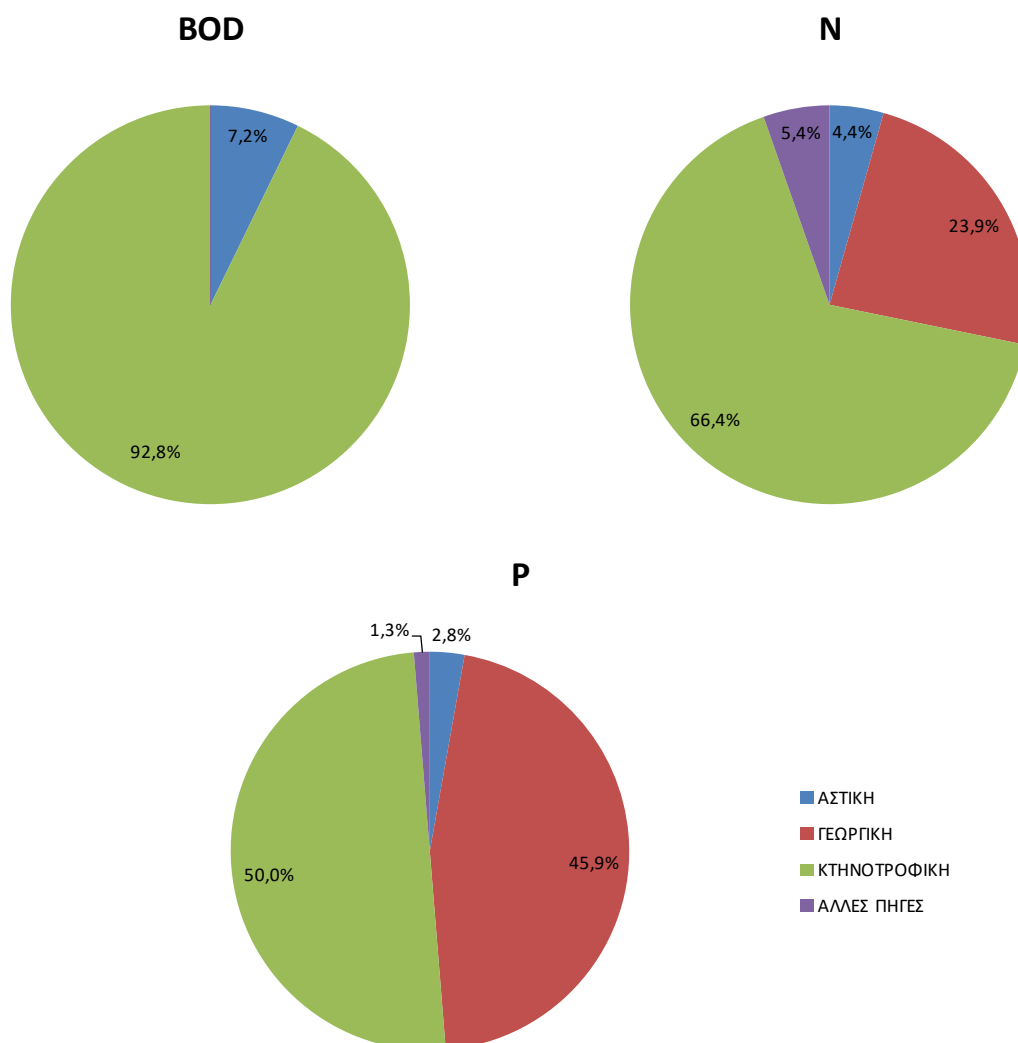 BOD
7,2%
92,8%
N
5,4%
4,4%
23,9%
66,4%
P
1,3%
2,8%
50,0%
45,9%
ΑΣΤΙΚΗ
ΓΕΩΡΓΙΚΗ
ΚΤΗΝΟΤΡΟΦΙΚΗ
ΑΛΛΕΣ ΠΗΓΕΣ